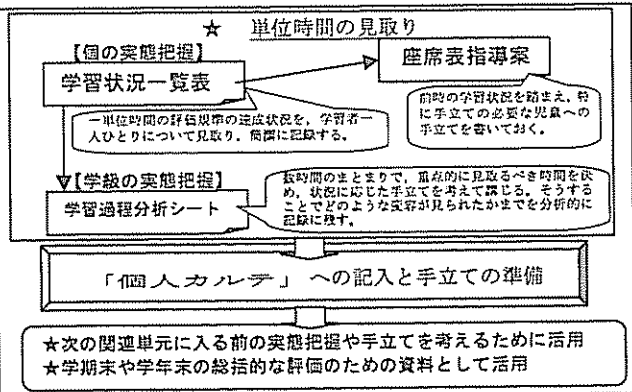 ★ 単位時間の見取り
【個の実態把握】
学習状況一覧表
座席表指導案
一単位時間の評価規準の達成状況を、学習者一
人ひとりについて見取り、簡潔に記録する。
前時の学習状況を踏まえ、特
に手立ての必要な児童への
手立てを書いておく。
【学級の実態把握】
学習過程分析シート
数時間のまとまりで、重点的に見取るべき時間を決
め、状況に応じた手立てを考えて講じる。そうする
ことでどのような変容が見られたかまでを分析的に
記録に残す。
「個人カルテ」への記入と手立ての準備
★次の関連単元に入る前の実態把握や手立てを考えるために活用
★学期末や学年末の総括的な評価のための資料として活用